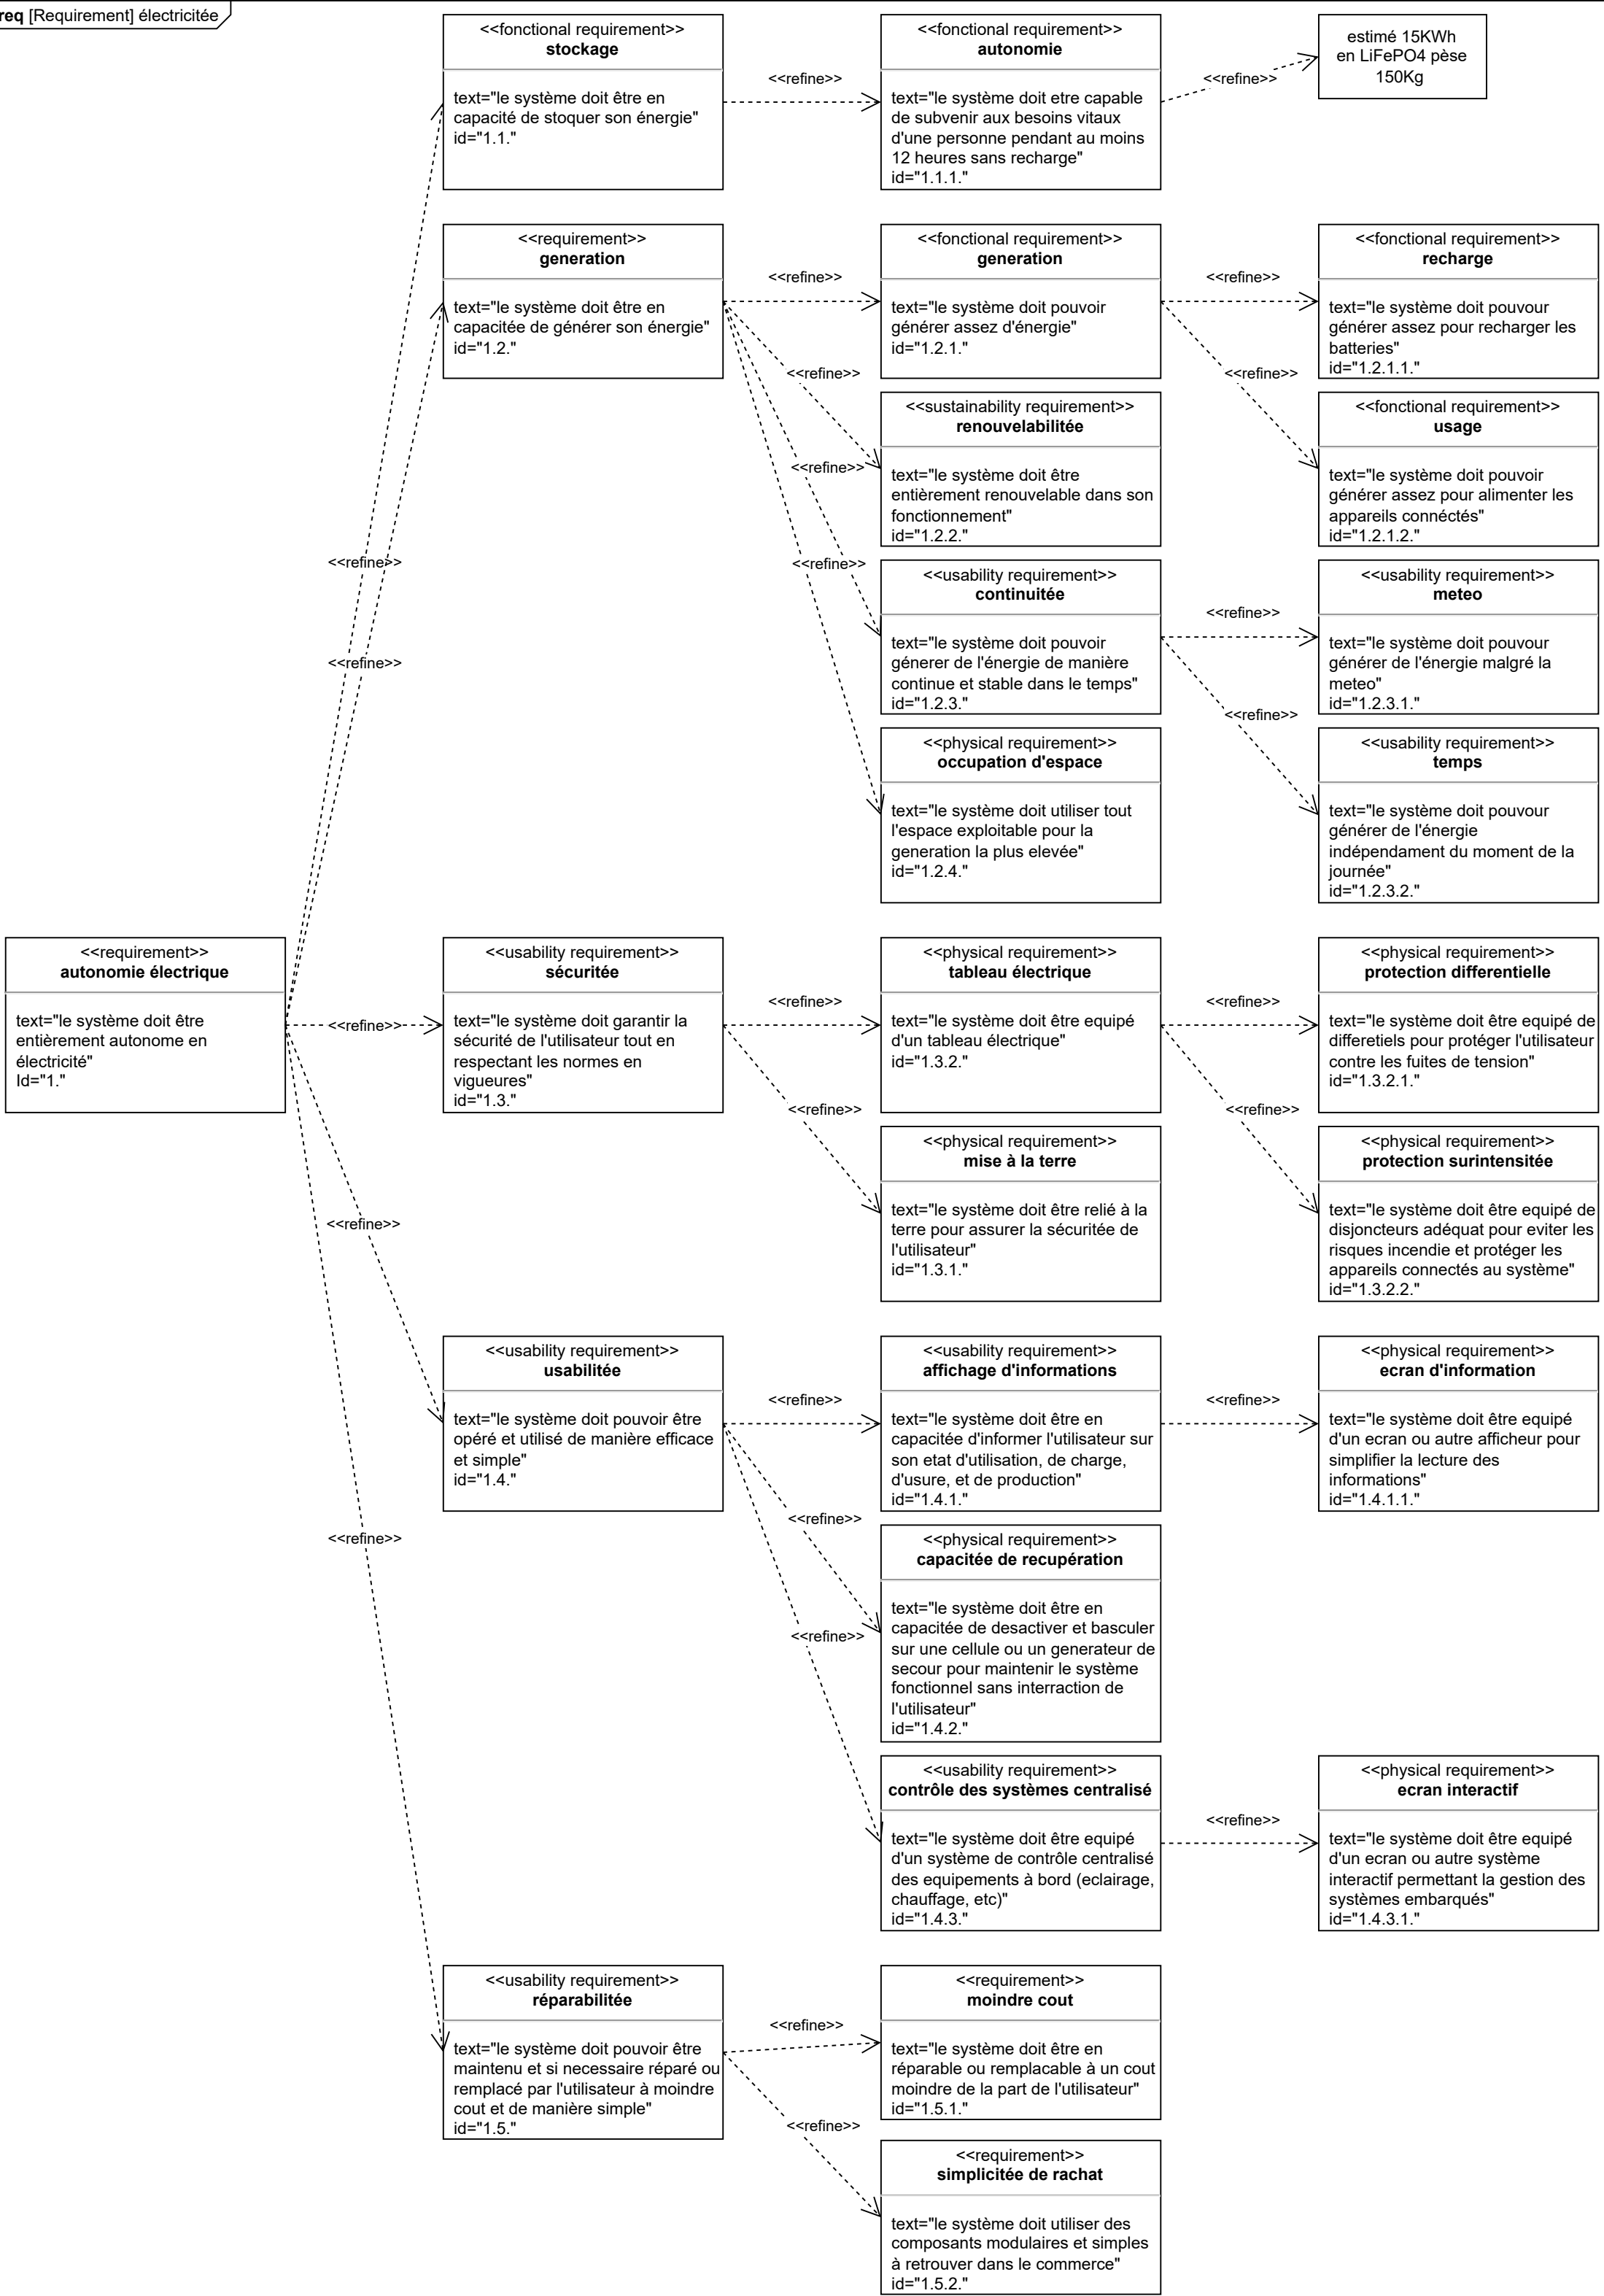 req [Requirement] électricitée
<<fonctional requirement>>
stockage
text="le système doit être en
capacité de stoquer son énergie"
id="1.1."
<<refine>>
<<fonctional requirement>>
autonomie
text="le système doit etre capable
de subvenir aux besoins vitaux
d'une personne pendant au moins
12 heures sans recharge"
id="1.1.1."
<<refine>>
estimé 15KWh
en LiFePO4 pèse
150Kg
<<requirement>>
generation
text="le système doit être en
capacitée de générer son énergie"
id="1.2."
<<refine>>
<<refine>>
<<refine>>
<<refine>>
<<fonctional requirement>>
generation
text="le système doit pouvoir
générer assez d'énergie"
id="1.2.1."
<<refine>>
<<refine>>
<<fonctional requirement>>
recharge
text="le système doit pouvour
générer assez pour recharger les
batteries"
id="1.2.1.1."
<<sustainability requirement>>
renouvelabilitée
text="le système doit être
entièrement renouvelable dans son
fonctionnement"
id="1.2.2."
<<fonctional requirement>>
usage
text="le système doit pouvoir
générer assez pour alimenter les
appareils connéctés"
id="1.2.1.2."
<<usability requirement>>
continuitée
text="le système doit pouvoir
génerer de l'énergie de manière
continue et stable dans le temps"
id="1.2.3."
<<refine>>
<<refine>>
<<usability requirement>>
meteo
text="le système doit pouvour
générer de l'énergie malgré la
meteo"
id="1.2.3.1."
<<physical requirement>>
occupation d'espace
text="le système doit utiliser tout
l'espace exploitable pour la
generation la plus elevée"
id="1.2.4."
<<usability requirement>>
temps
text="le système doit pouvour
générer de l'énergie
indépendament du moment de la
journée"
id="1.2.3.2."
<<refine>>
<<refine>>
<<requirement>>
autonomie électrique
text="le système doit être
entièrement autonome en
électricité"
Id="1."
<<refine>>
<<usability requirement>>
sécuritée
text="le système doit garantir la
sécurité de l'utilisateur tout en
respectant les normes en
vigueures"
id="1.3."
<<refine>>
<<refine>>
<<physical requirement>>
tableau électrique
text="le système doit être equipé
d'un tableau électrique"
id="1.3.2."
<<refine>>
<<refine>>
<<physical requirement>>
protection differentielle
text="le système doit être equipé de
differetiels pour protéger l'utilisateur
contre les fuites de tension"
id="1.3.2.1."
<<physical requirement>>
mise à la terre
text="le système doit être relié à la
terre pour assurer la sécuritée de
l'utilisateur"
id="1.3.1."
<<physical requirement>>
protection surintensitée
text="le système doit être equipé de
disjoncteurs adéquat pour eviter les
risques incendie et protéger les
appareils connectés au système"
id="1.3.2.2."
<<refine>>
<<usability requirement>>
usabilitée
text="le système doit pouvoir être
opéré et utilisé de manière efficace
et simple"
id="1.4."
<<refine>>
<<refine>>
<<refine>>
<<usability requirement>>
affichage d'informations
text="le système doit être en
capacitée d'informer l'utilisateur sur
son etat d'utilisation, de charge,
d'usure, et de production"
id="1.4.1."
<<refine>>
<<physical requirement>>
ecran d'information
text="le système doit être equipé
d'un ecran ou autre afficheur pour
simplifier la lecture des
informations"
id="1.4.1.1."
<<physical requirement>>
capacitée de recupération
text="le système doit être en
capacitée de desactiver et basculer
sur une cellule ou un generateur de
secour pour maintenir le système
fonctionnel sans interraction de
l'utilisateur"
id="1.4.2."
<<usability requirement>>
contrôle des systèmes centralisé
text="le système doit être equipé
d'un système de contrôle centralisé
des equipements à bord (eclairage,
chauffage, etc)"
id="1.4.3."
<<refine>>
<<physical requirement>>
ecran interactif
text="le système doit être equipé
d'un ecran ou autre système
interactif permettant la gestion des
systèmes embarqués"
id="1.4.3.1."
<<refine>>
<<usability requirement>>
réparabilitée
text="le système doit pouvoir être
maintenu et si necessaire réparé ou
remplacé par l'utilisateur à moindre
cout et de manière simple"
id="1.5."
<<refine>>
<<refine>>
<<requirement>>
moindre cout
text="le système doit être en
réparable ou remplacable à un cout
moindre de la part de l'utilisateur"
id="1.5.1."
<<requirement>>
simplicitée de rachat
text="le système doit utiliser des
composants modulaires et simples
à retrouver dans le commerce"
id="1.5.2."